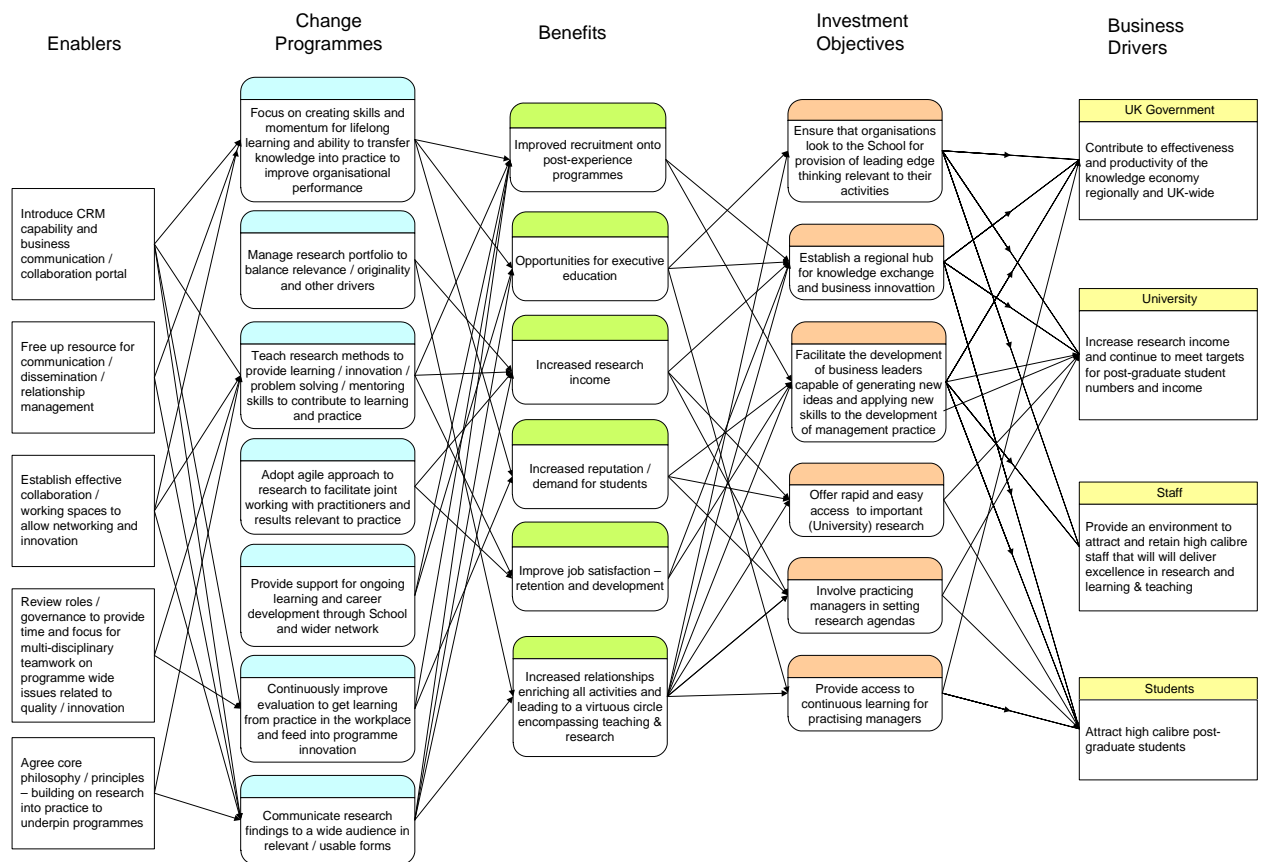 Enablers
Change
Programmes
Benefits
Investment
Objectives
Business
Drivers
Introduce CRM
capability and
business
communication /
collaboration portal
Free up resource for
communication /
dissemination /
relationship
management
Establish effective
collaboration /
working spaces to
allow networking and
innovation
Review roles /
governance to provide
time and focus for
multi-disciplinary
teamwork on
programme wide
issues related to
quality / innovation
Agree core
philosophy / principles
– building on research
into practice to
underpin programmes
Focus on creating skills and
momentum for lifelong
learning and ability to transfer
knowledge into practice to
improve organisational
performance
Manage research portfolio to
balance relevance / originality
and other drivers
Teach research methods to
provide learning / innovation /
problem solving / mentoring
skills to contribute to learning
and practice
Adopt agile approach to
research to facilitate joint
working with practitioners and
results relevant to practice
Provide support for ongoing
learning and career
development through School
and wider network
Continuously improve
evaluation to get learning
from practice in the workplace
and feed into programme
innovation
Communicate research
findings to a wide audience in
relevant / usable forms
Improved recruitment onto
post-experience
programmes
Opportunities for executive
education
Increased research
income
Increased reputation /
demand for students
Improve job satisfaction –
retention and development
Increased relationships
enriching all activities and
leading to a virtuous circle
encompassing teaching &
research
Ensure that organisations
look to the School for
provision of leading edge
thinking relevant to their
activities
Establish a regional hub
for knowledge exchange
and business innovattion
Facilitate the development
of business leaders
capable of generating new
ideas and applying new
skills to the development
of management practice
Offer rapid and easy
access to important
(University) research
Involve practicing
managers in setting
research agendas
Provide access to
continuous learning for
practising managers
UK Government
Contribute to effectiveness
and productivity of the
knowledge economy
regionally and UK-wide
University
Increase research income
and continue to meet targets
for post-graduate student
numbers and income
Staff
Provide an environment to
attract and retain high calibre
staff that will will deliver
excellence in research and
learning & teaching
Students
Attract high calibre post-
graduate students